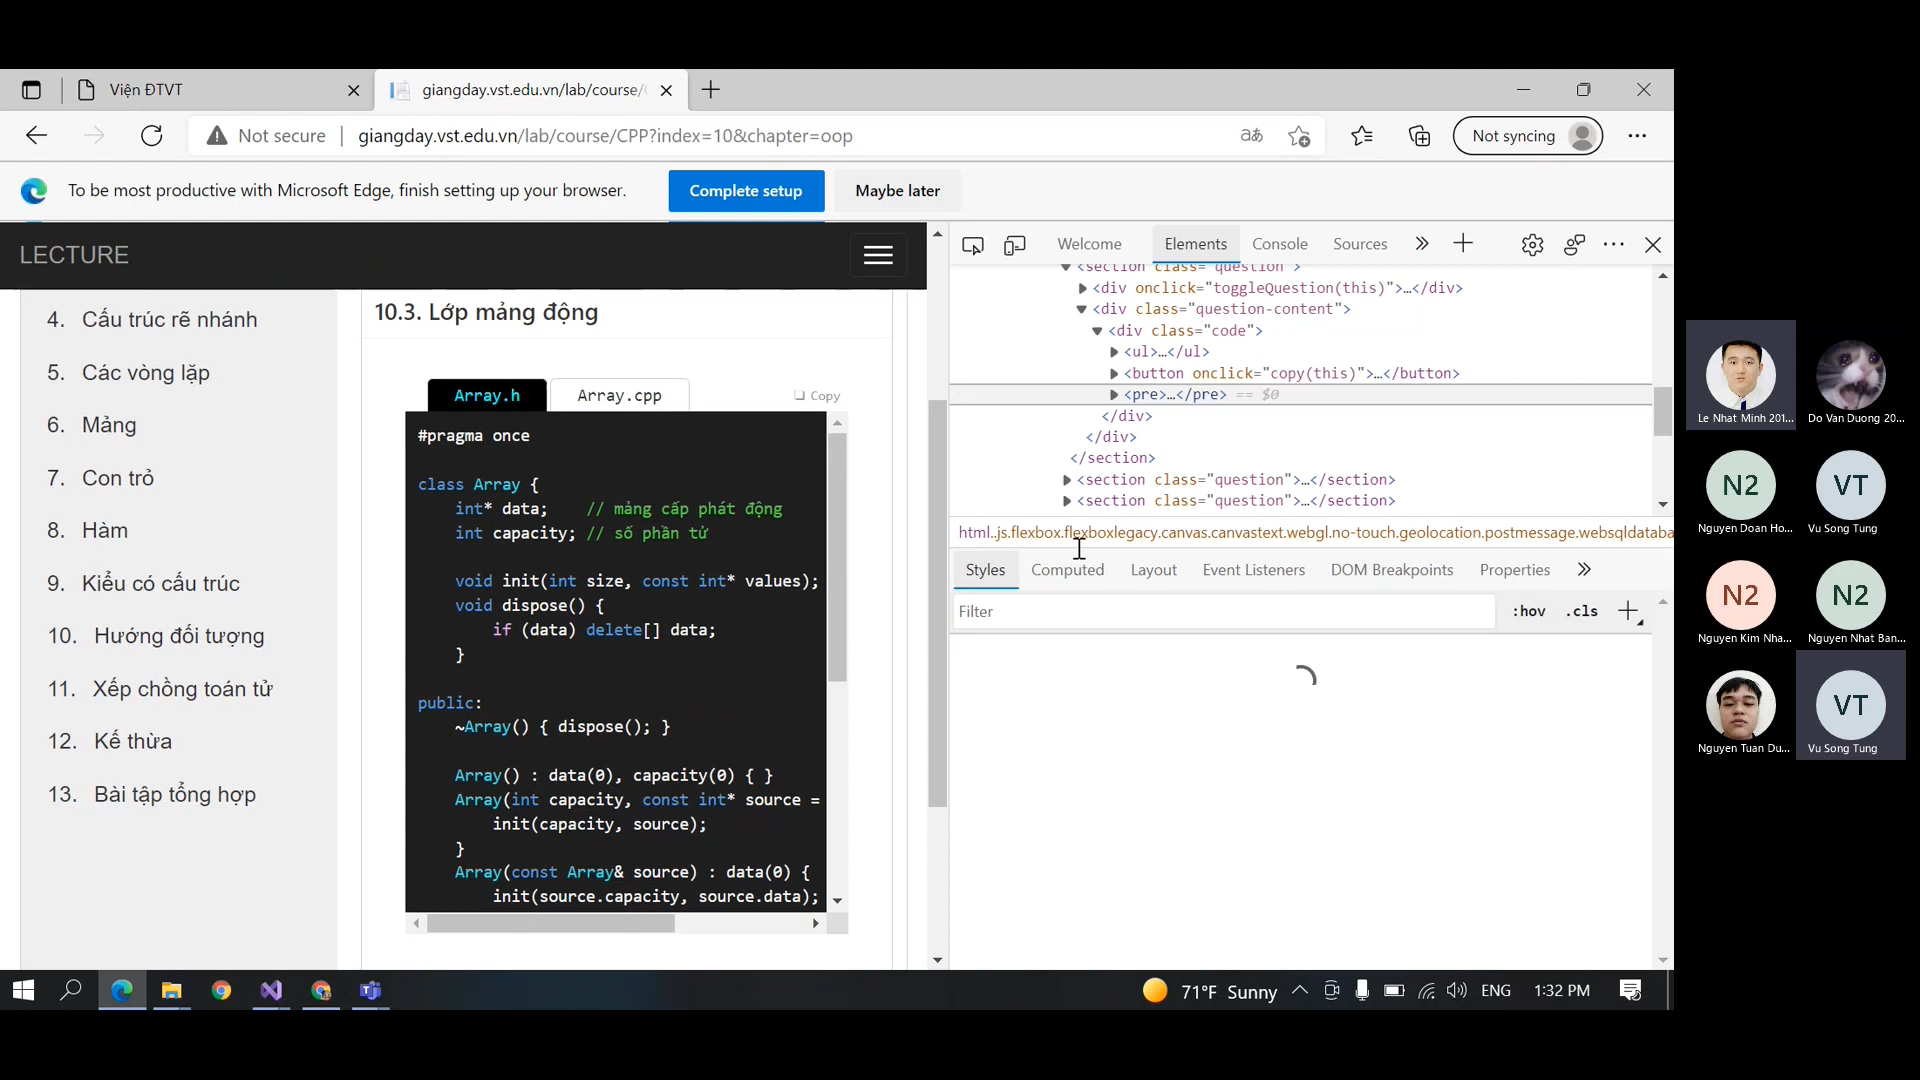 Viện ĐTVT
giangday.vst.edu.vn/lab/course/
Not secure
giangday.vst.edu.vn/lab/course/CPP?index=10&chapter=oop
aあ
Not syncing
To be most productive with Microsoft Edge, finish setting up your browser.
Complete setup
Maybe later
LECTURE
4. Cấu trúc rẽ nhánh
5. Các vòng lặp
6. Mảng
7. Con trỏ
8. Hàm
9. Kiểu có cấu trúc
10. Hướng đối tượng
11. Xếp chồng toán tử
12. Kế thừa
13. Bài tập tổng hợp
10.3. Lớp mảng động
Array.h
Array.cpp
Copy
#pragma once
class Array {
int* data; // mảng cấp phát động
int capacity; // số phần tử
void init(int size, const int* values);
void dispose() {
if (data) delete[] data;
}
public:
~Array() { dispose(); }
Array() : data(0), capacity(0) { }
Array(int capacity, const int* source =
init(capacity, source);
}
Array(const Array& source) : data(0) {
init(source.capacity, source.data);
Welcome
Elements
Console
Sources
<section class="question">
<div onclick="toggleQuestion(this)">…</div>
<div class="question-content">
<div class="code">
<ul>…</ul>
<button onclick="copy(this)">…</button>
<pre>…</pre> == $0
</div>
</div>
</section>
<section class="question">…</section>
<section class="question">…</section>
html..js.flexbox.flexboxlegacy.canvas.canvastext.webgl.no-touch.geolocation.postmessage.websqldataba
Styles
Computed
Layout
Event Listeners
DOM Breakpoints
Properties
Filter
:hov
.cls
Le Nhat Minh 201...
Do Van Duong 20...
N2
Nguyen Doan Ho...
VT
Vu Song Tung
N2
Nguyen Kim Nha...
N2
Nguyen Nhat Ban...
Nguyen Tuan Du...
VT
Vu Song Tung
71°F Sunny
ENG
1:32 PM